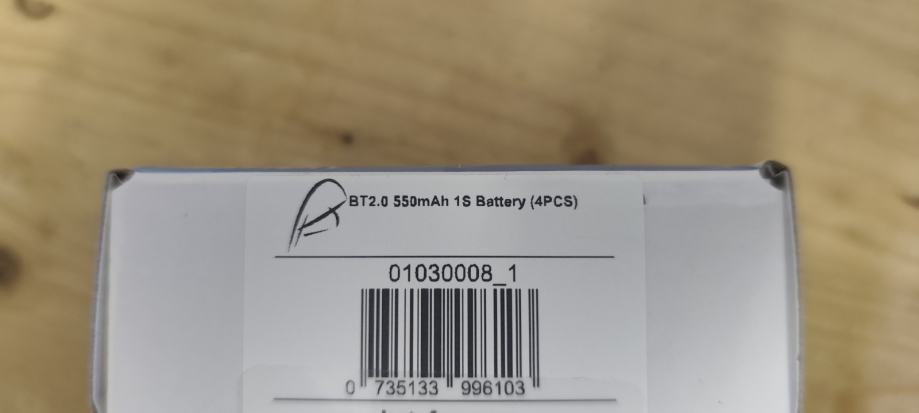 BT2.0 550mAh 1S Battery (4PCS)
01030008_1
0 735133 996103